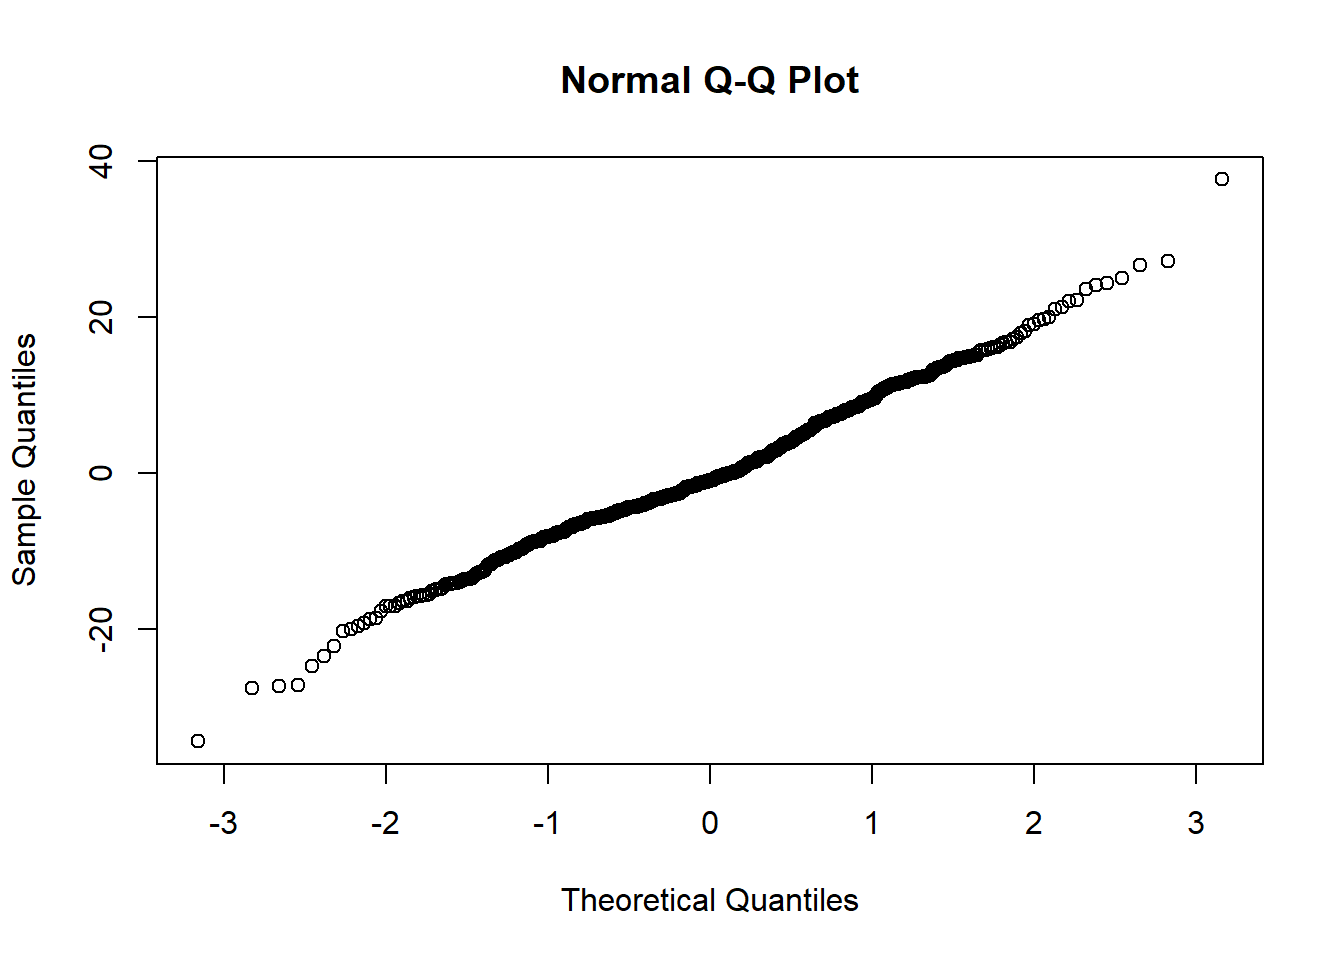 Normal Q-Q Plot
40
20
0
-20
Sample Quantiles
-3 -2 -1 0 1 2 3
Theoretical Quantiles